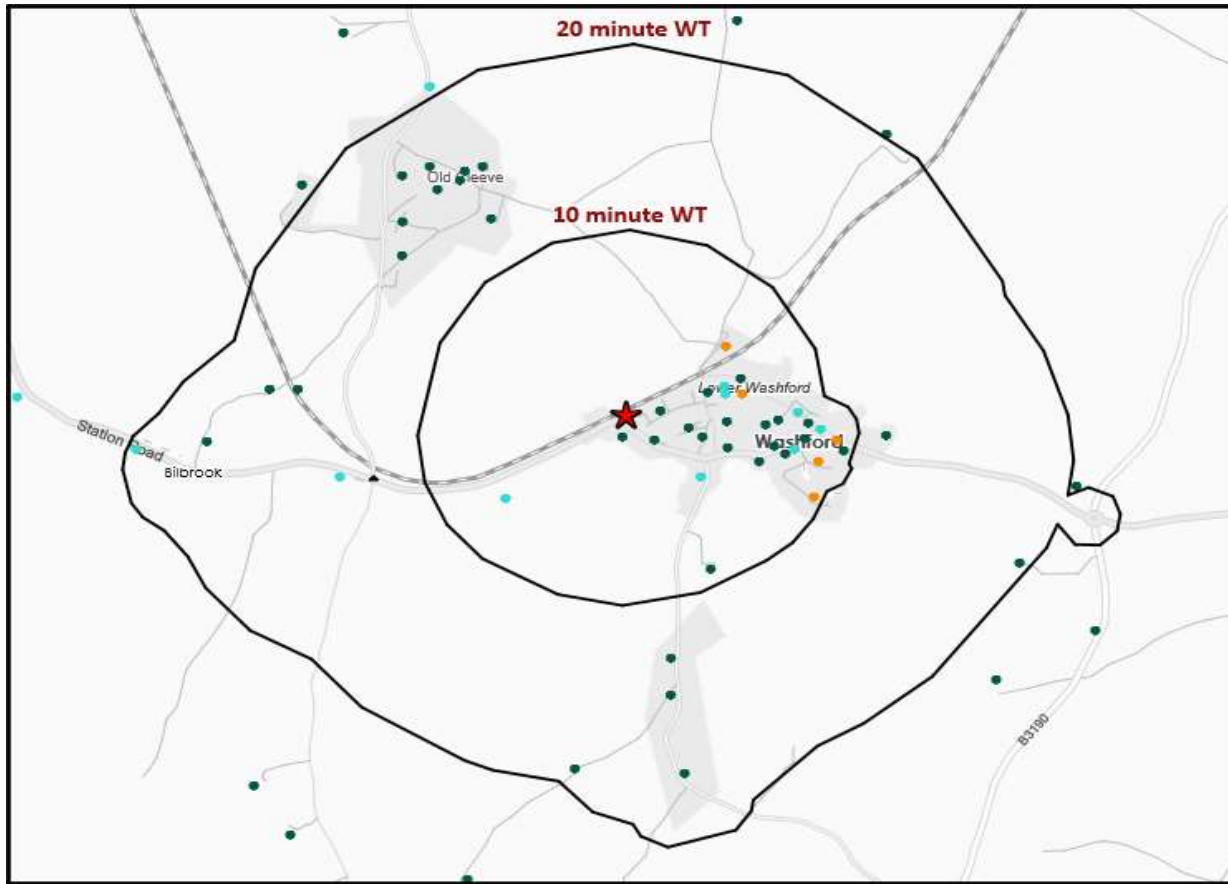 20 minute WT
Old Cleeve
10 minute WT
Lower Washford
Station Road
Washford
Bilbrook
B3190